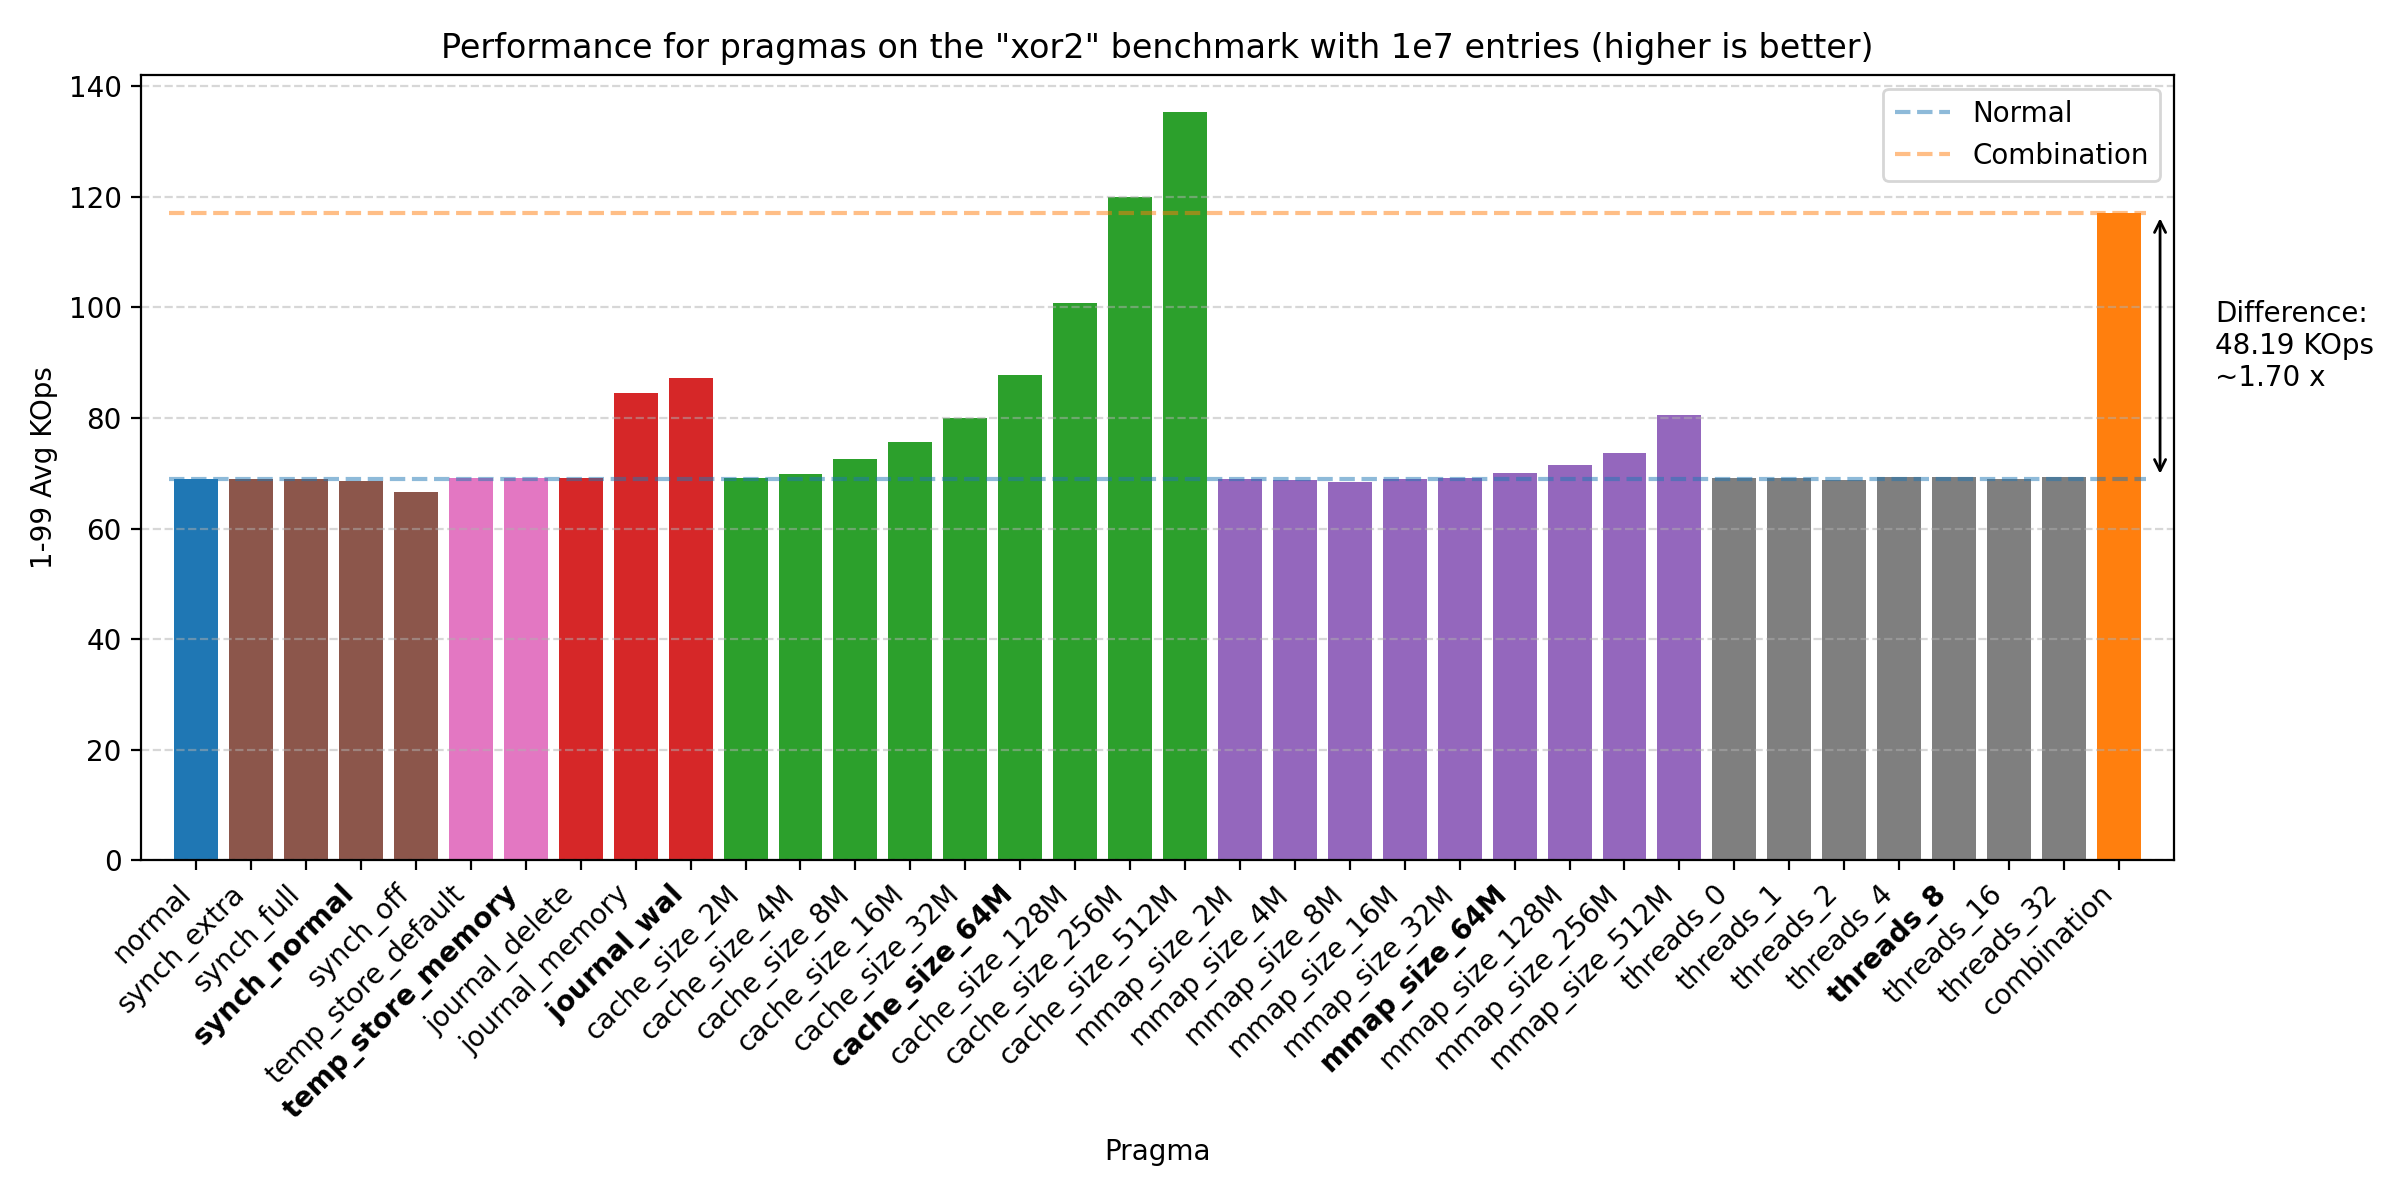 Performance for pragmas on the "xor2" benchmark with 1e7 entries (higher is better)
140
120
100
80
60
40
20
0
1-99 Avg KOps
Normal
Combination
Difference:
48.19 KOps
~1.70 x
normal
synch_extra
synch_full
synch_normal
synch_off
temp_store_default
temp_store_memory
journal_delete
journal_memory
journal_wal
cache_size_2M
cache_size_4M
cache_size_8M
cache_size_16M
cache_size_32M
cache_size_64M
cache_size_128M
cache_size_256M
cache_size_512M
mmap_size_2M
mmap_size_4M
mmap_size_8M
mmap_size_16M
mmap_size_32M
mmap_size_64M
mmap_size_128M
mmap_size_256M
mmap_size_512M
threads_0
threads_1
threads_2
threads_4
threads_8
threads_16
threads_32
combination
Pragma